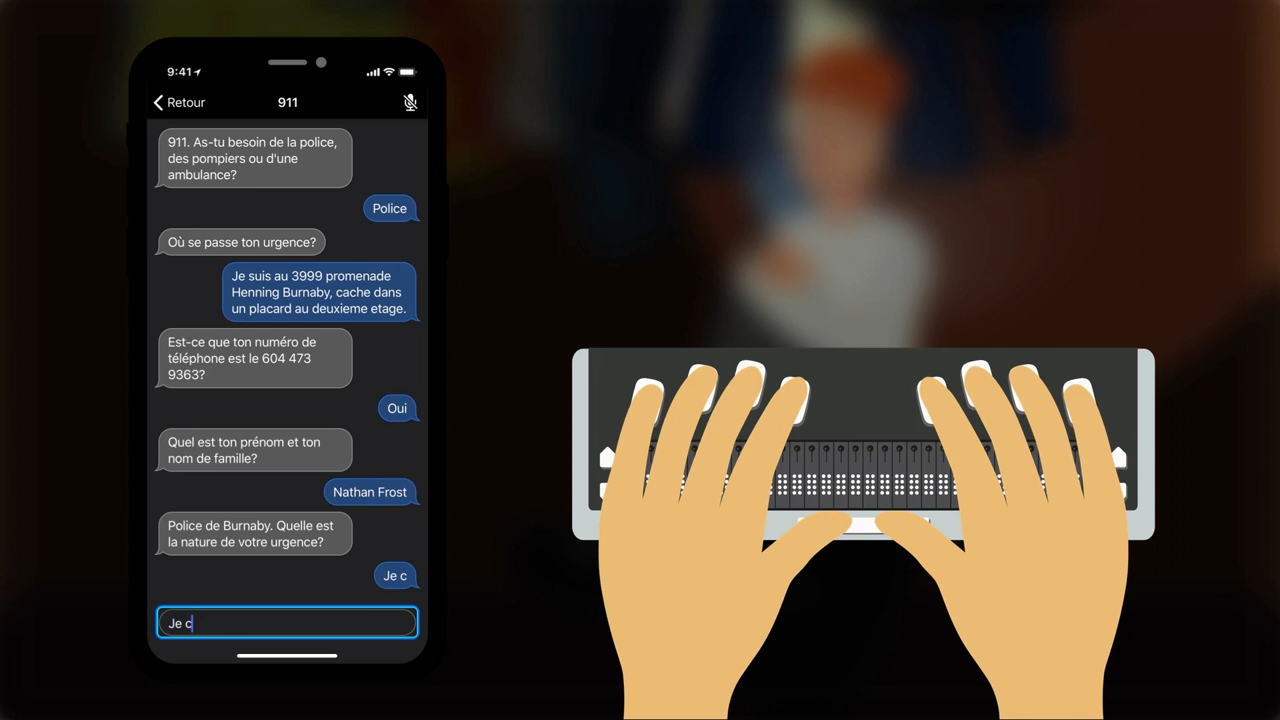 9:41
Retour
911
911. As-tu besoin de la police,
des pompiers ou d'une
ambulance?
Police
Où se passe ton urgence?
Je suis au 3999 promenade
Henning Burnaby, cache dans
un placard au deuxieme etage.
Est-ce que ton numéro de
téléphone est le 604 473
9363?
Oui
Quel est ton prénom et ton
nom de famille?
Nathan Frost
Police de Burnaby. Quelle est
la nature de votre urgence?
Je c
Je c